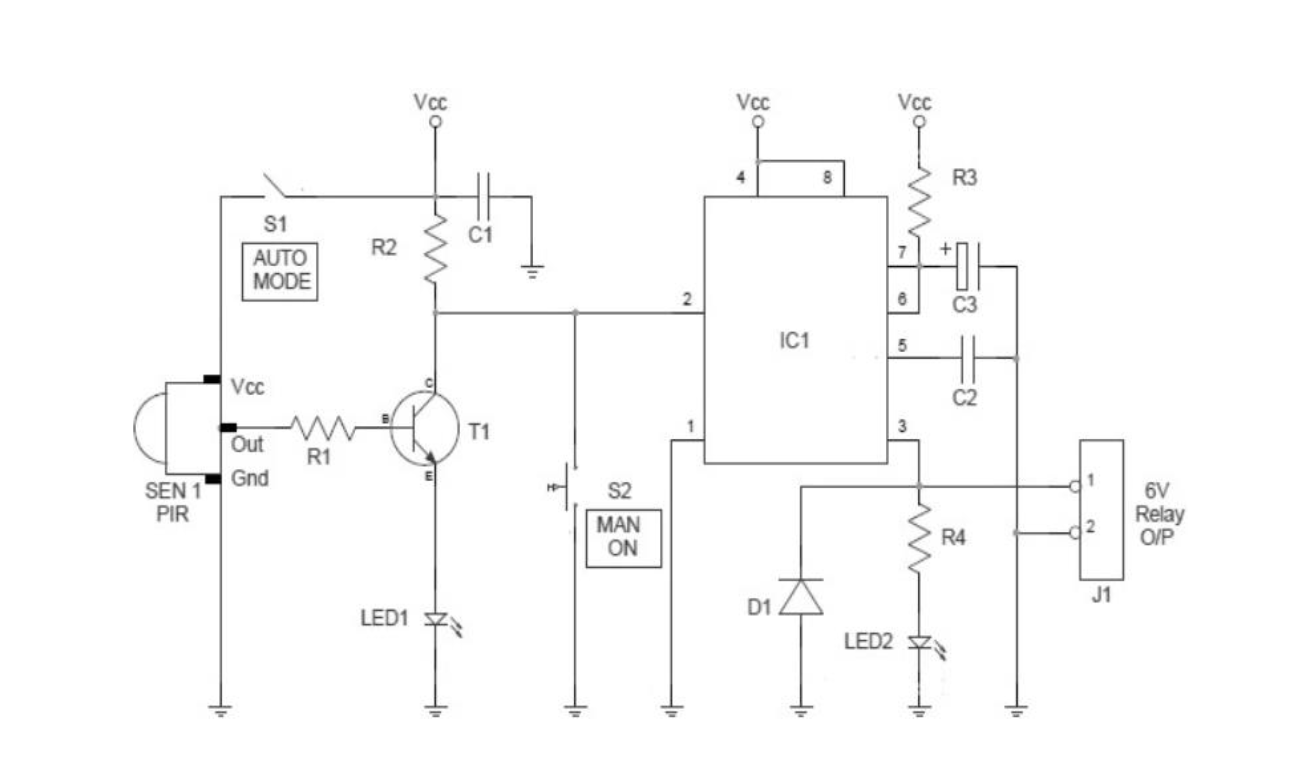 Vcc
Vcc
Vcc
S1
AUTO
MODE
R2
C1
4
8
R3
7
+
C3
2
6
IC1
5
C2
Vcc
Out
Gnd
SEN 1
PIR
R1
B
C
E
T1
1
3
S2
MAN
ON
1
2
6V
Relay
O/P
J1
R4
D1
LED1
LED2